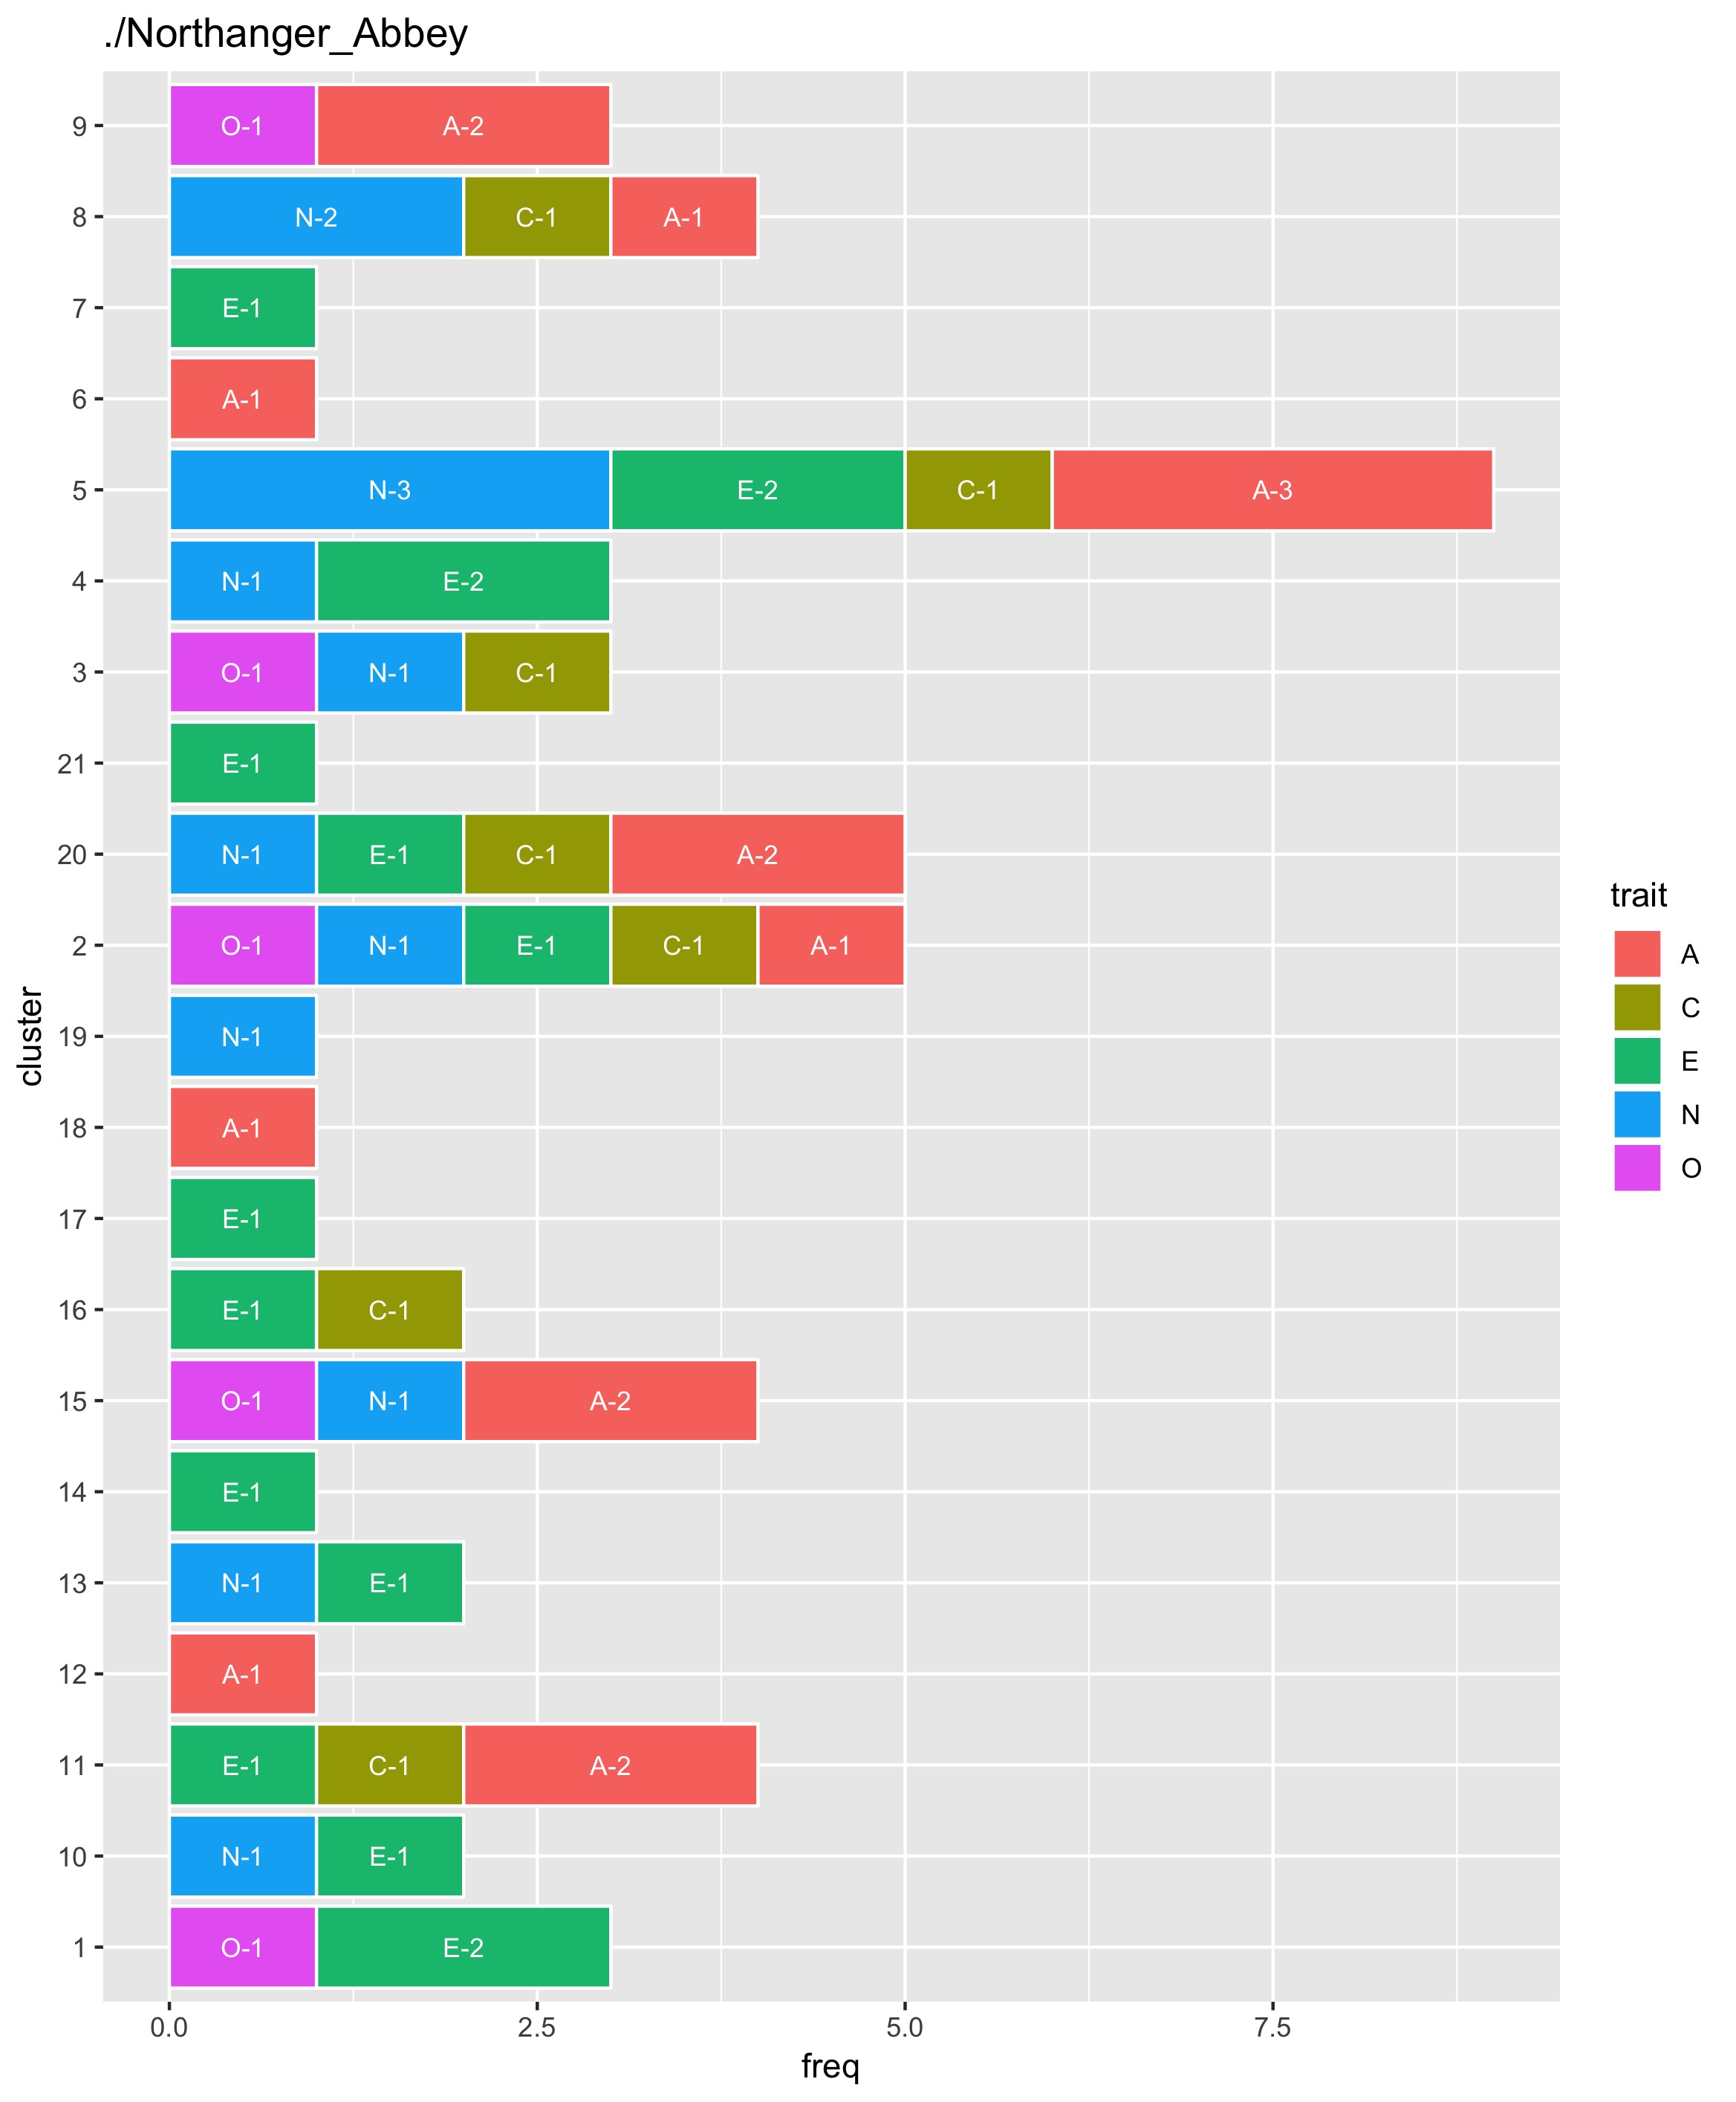 ./Northanger_Abbey
9 O-1 A-2
8 N-2 C-1 A-1
7 E-1
6 A-1
5 N-3 E-2 C-1 A-3
4 N-1 E-2
3 O-1 N-1 C-1
21 E-1
20 N-1 E-1 C-1 A-2
2 O-1 N-1 E-1 C-1 A-1
19 N-1
18 A-1
17 E-1
16 E-1 C-1
15 O-1 N-1 A-2
14 E-1
13 N-1 E-1
12 A-1
11 E-1 C-1 A-2
10 N-1 E-1
1 O-1 E-2
0.0 2.5 5.0 7.5
freq
cluster
trait
A
C
E
N
O